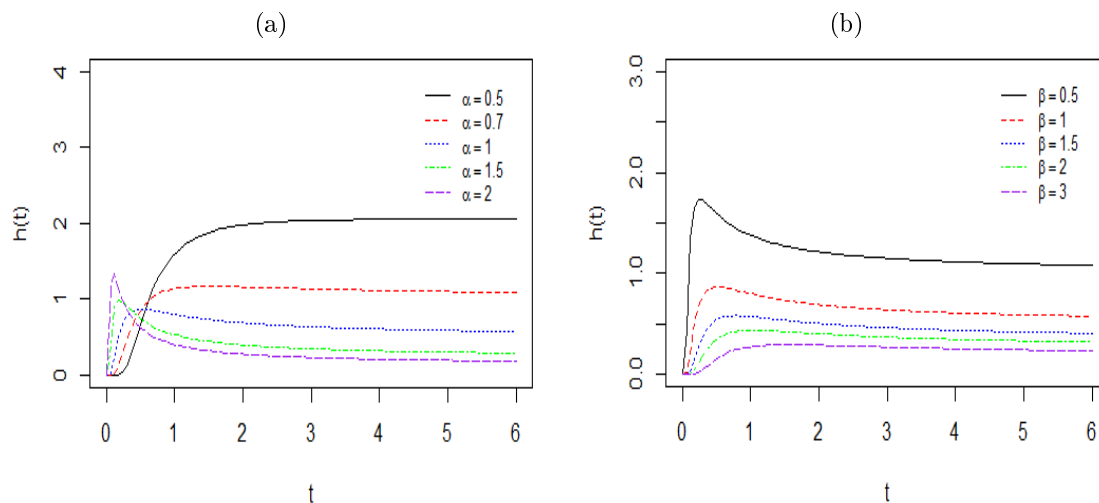 (a)
4
3
2
1
0
h(t)
α = 0.5
α = 0.7
α = 1
α = 1.5
α = 2
0 1 2 3 4 5 6
t
(b)
3.0
2.0
1.0
0.0
h(t)
β = 0.5
β = 1
β = 1.5
β = 2
β = 3
0 1 2 3 4 5 6
t